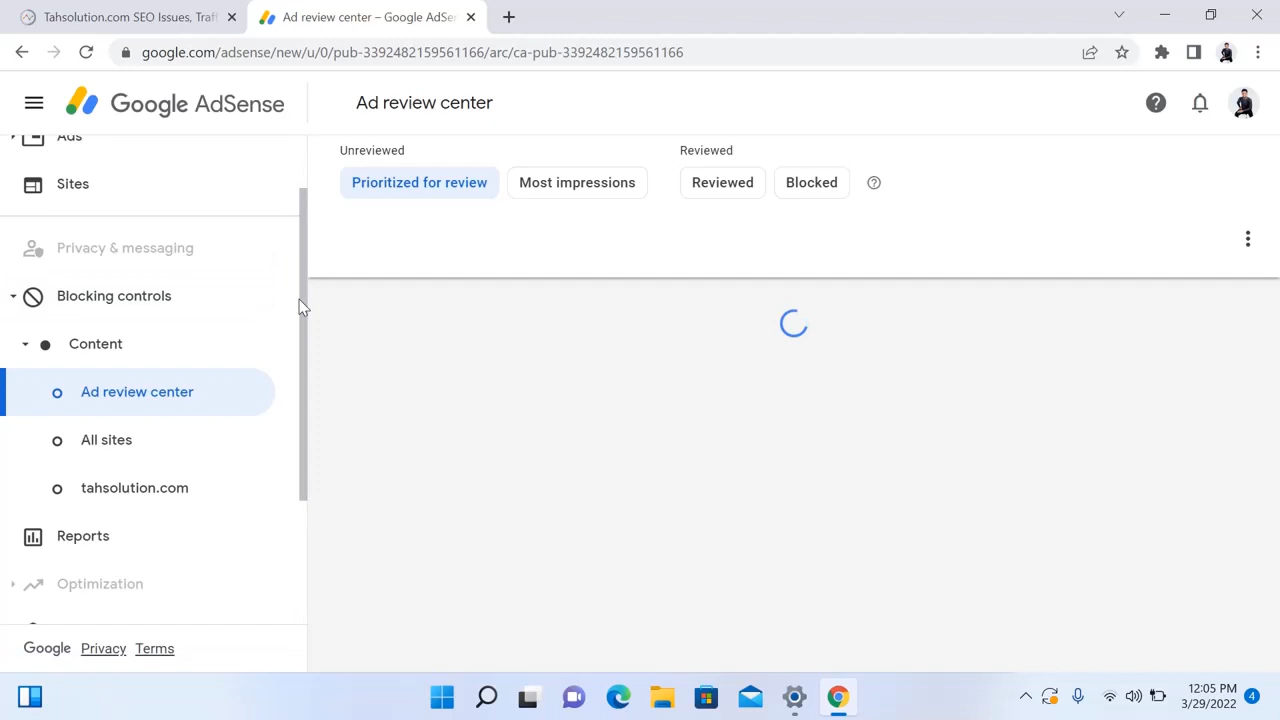 Tahsolution.com SEO Issues, Traf
Ad review center – Google AdSe
google.com/adsense/new/u/0/pub-3392482159561166/arc/ca-pub-3392482159561166
Google AdSense
Ad review center
Ads
Sites
Privacy & messaging
Blocking controls
Content
Ad review center
All sites
tahsolution.com
Reports
Optimization
Google Privacy Terms
Unreviewed
Prioritized for review
Most impressions
Reviewed
Reviewed
Blocked
12:05 PM
3/29/2022
4